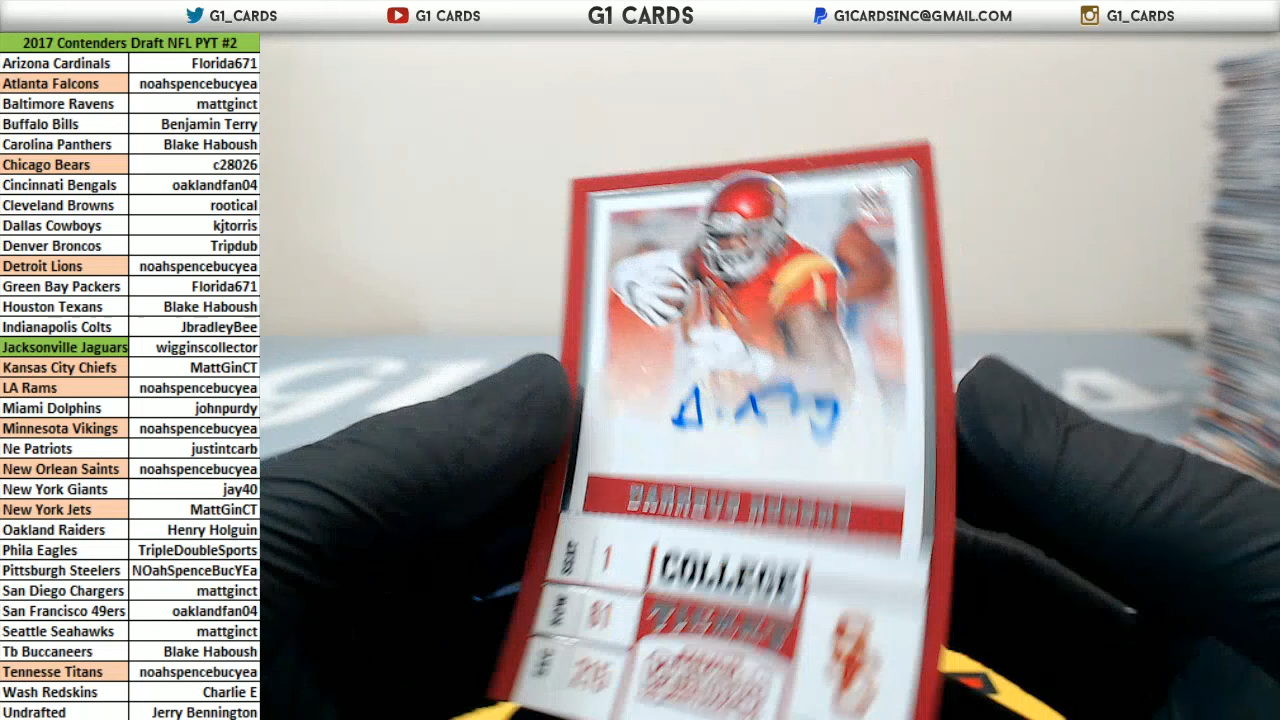 G1_CARDS G1 CARDS G1 CARDS G1CARDSINC@GMAIL.COM G1_CARDS
2017 Contenders Draft NFL PYT #2
Arizona Cardinals Florida671
Atlanta Falcons noahspencebucyea
Baltimore Ravens mattginct
Buffalo Bills Benjamin Terry
Carolina Panthers Blake Haboush
Chicago Bears c28026
Cincinnati Bengals oaklandfan04
Cleveland Browns rootical
Dallas Cowboys kjtorris
Denver Broncos Tripdub
Detroit Lions noahspencebucyea
Green Bay Packers Florida671
Houston Texans Blake Haboush
Indianapolis Colts JbradleyBee
Jacksonville Jaguars wigginscollector
Kansas City Chiefs MattGinCT
LA Rams noahspencebucyea
Miami Dolphins johnpurdy
Minnesota Vikings noahspencebucyea
Ne Patriots justintcarb
New Orlean Saints noahspencebucyea
New York Giants jay40
New York Jets MattGinCT
Oakland Raiders Henry Holguin
Phila Eagles TripleDoubleSports
Pittsburgh Steelers NOahSpenceBucYEa
San Diego Chargers mattginct
San Francisco 49ers oaklandfan04
Seattle Seahawks mattginct
Tb Buccaneers Blake Haboush
Tennesse Titans noahspencebucyea
Wash Redskins Charlie E
Undrafted Jerry Bennington
1 COLLEGE
ROW 61 TICKET